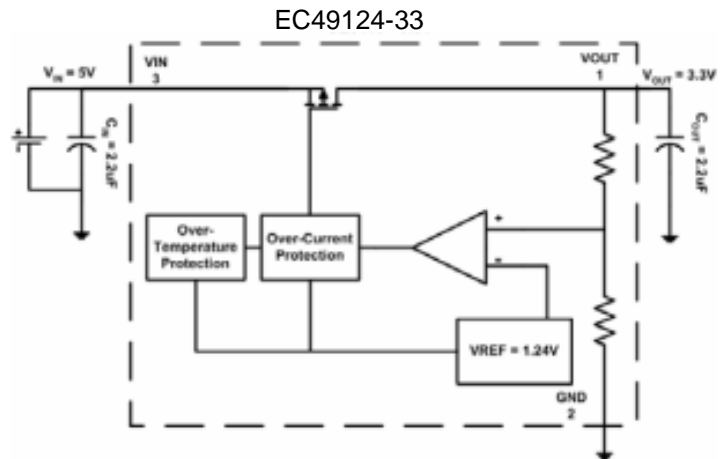 EC49124-33
VIN
3
V_IN = 5V
VOUT
1
V_OUT = 3.3V
C_IN = 2.2uF
C_OUT = 2.2uF
+
Over-
Temperature
Protection
Over-Current
Protection
+
-
VREF = 1.24V
GND
2